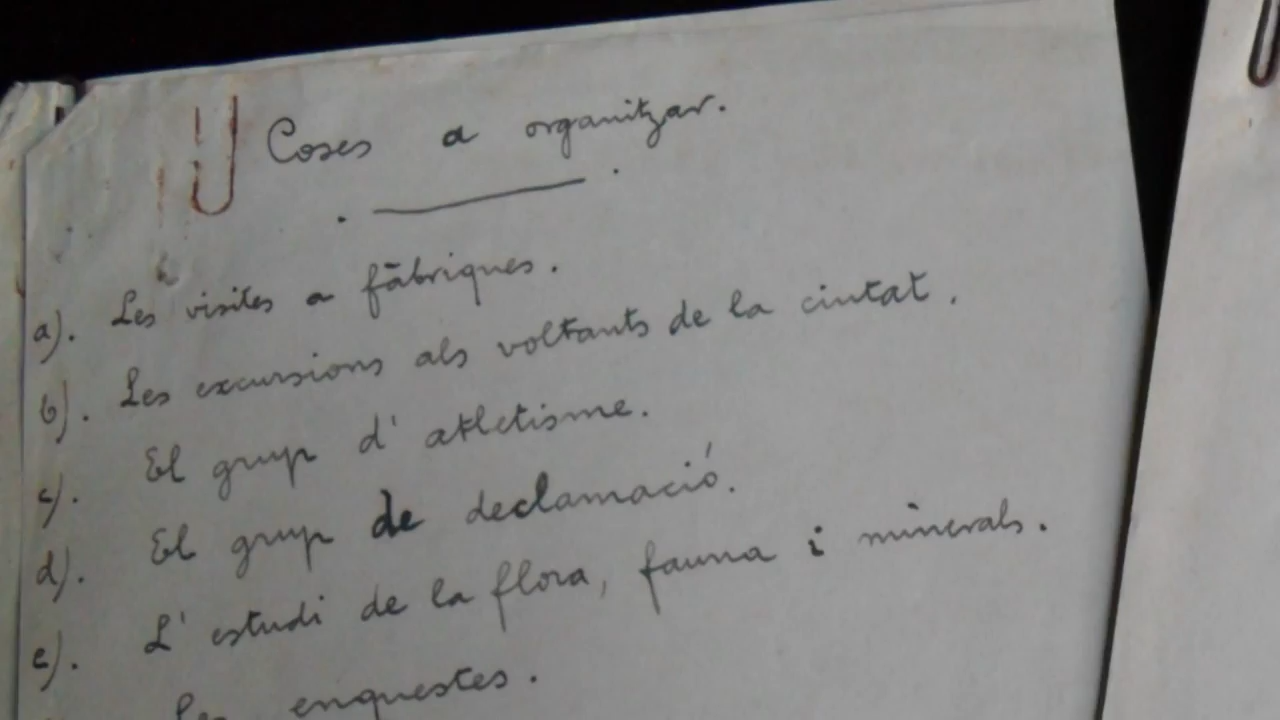 Coses a organitzar.
a). Les visites a fàbriques.
b). Les excursions als voltants de la ciutat.
c). El grup d' atletisme.
d). El grup de declamació.
e). L' estudi de la flora, fauna i minerals.
Les enquestes.